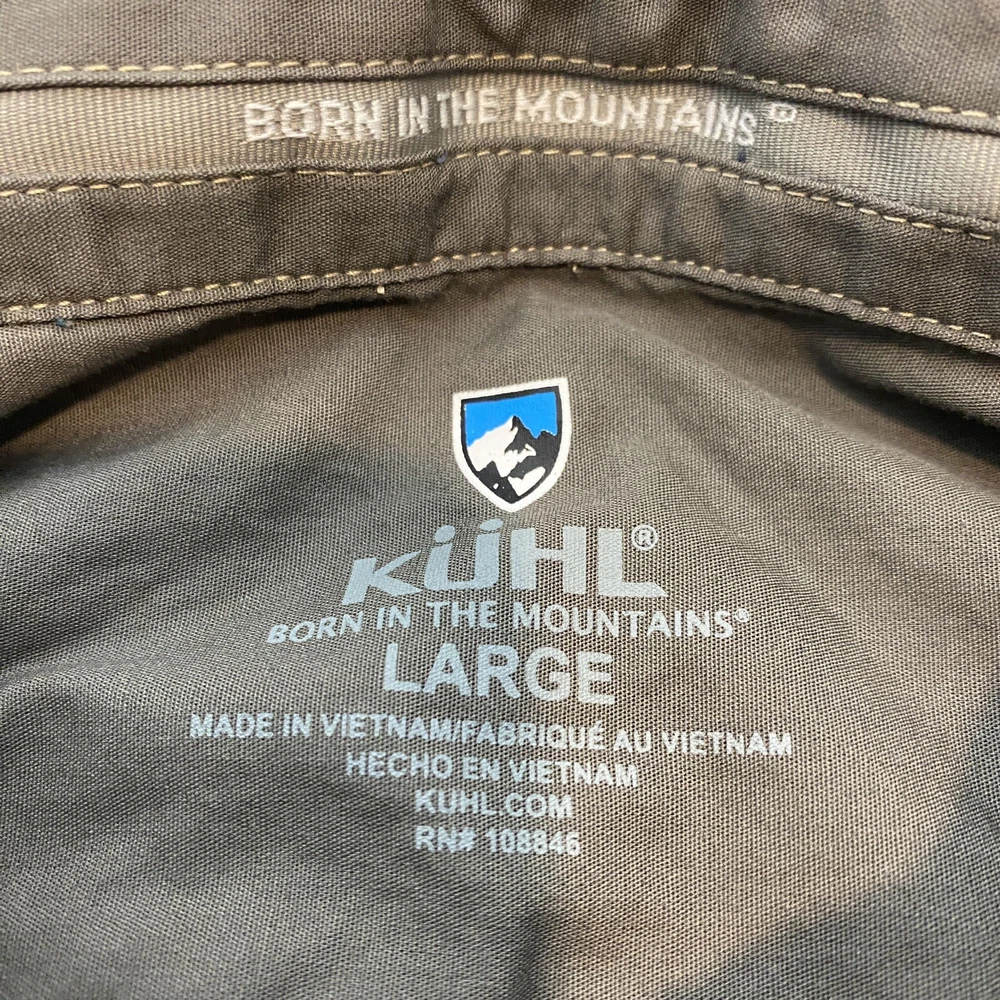 BORN IN THE MOUNTAINS®
KÜHL®
BORN IN THE MOUNTAINS®
LARGE
MADE IN VIETNAM/FABRIQUÉ AU VIETNAM
HECHO EN VIETNAM
KUHL.COM
RN# 108846